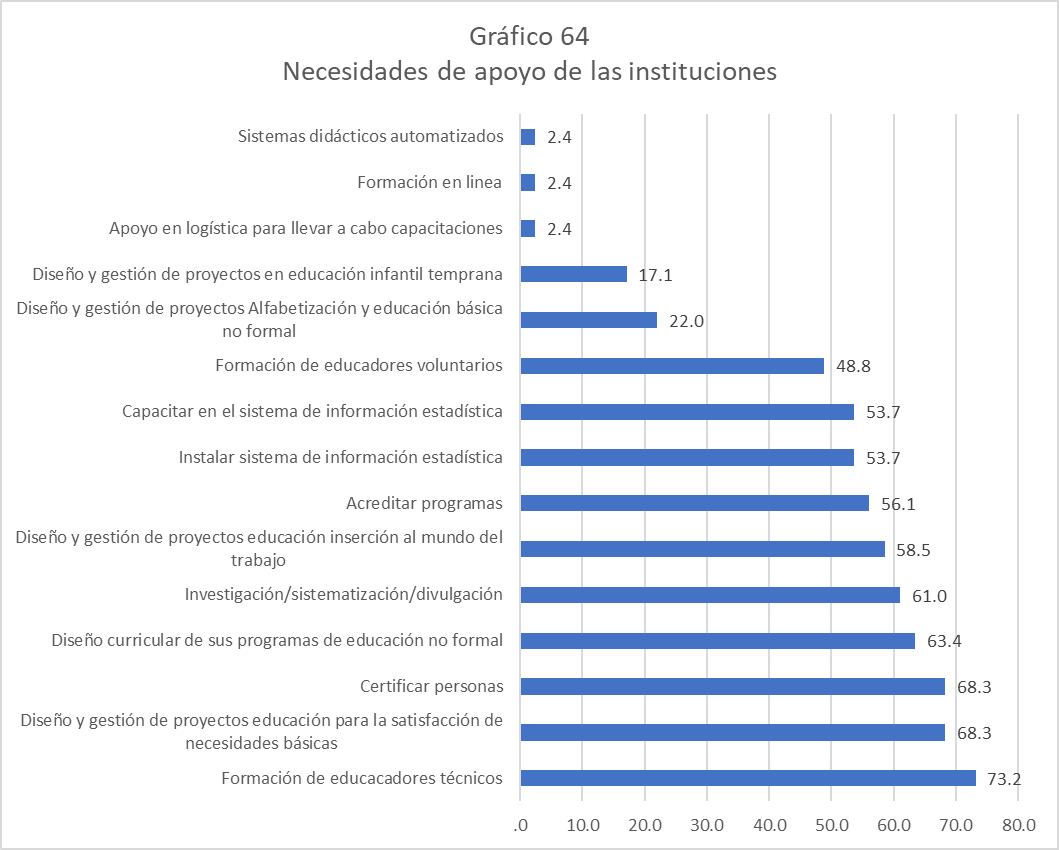 Gráfico 64
Necesidades de apoyo de las instituciones
Sistemas didácticos automatizados 2.4
Formación en linea 2.4
Apoyo en logística para llevar a cabo capacitaciones 2.4
Diseño y gestión de proyectos en educación infantil temprana 17.1
Diseño y gestión de proyectos Alfabetización y educación básica
no formal 22.0
Formación de educadores voluntarios 48.8
Capacitar en el sistema de información estadística 53.7
Instalar sistema de información estadística 53.7
Acreditar programas 56.1
Diseño y gestión de proyectos educación inserción al mundo del
trabajo 58.5
Investigación/sistematización/divulgación 61.0
Diseño curricular de sus programas de educación no formal 63.4
Certificar personas 68.3
Diseño y gestión de proyectos educación para la satisfacción de
necesidades básicas 68.3
Formación de educacadores técnicos 73.2
.0 10.0 20.0 30.0 40.0 50.0 60.0 70.0 80.0